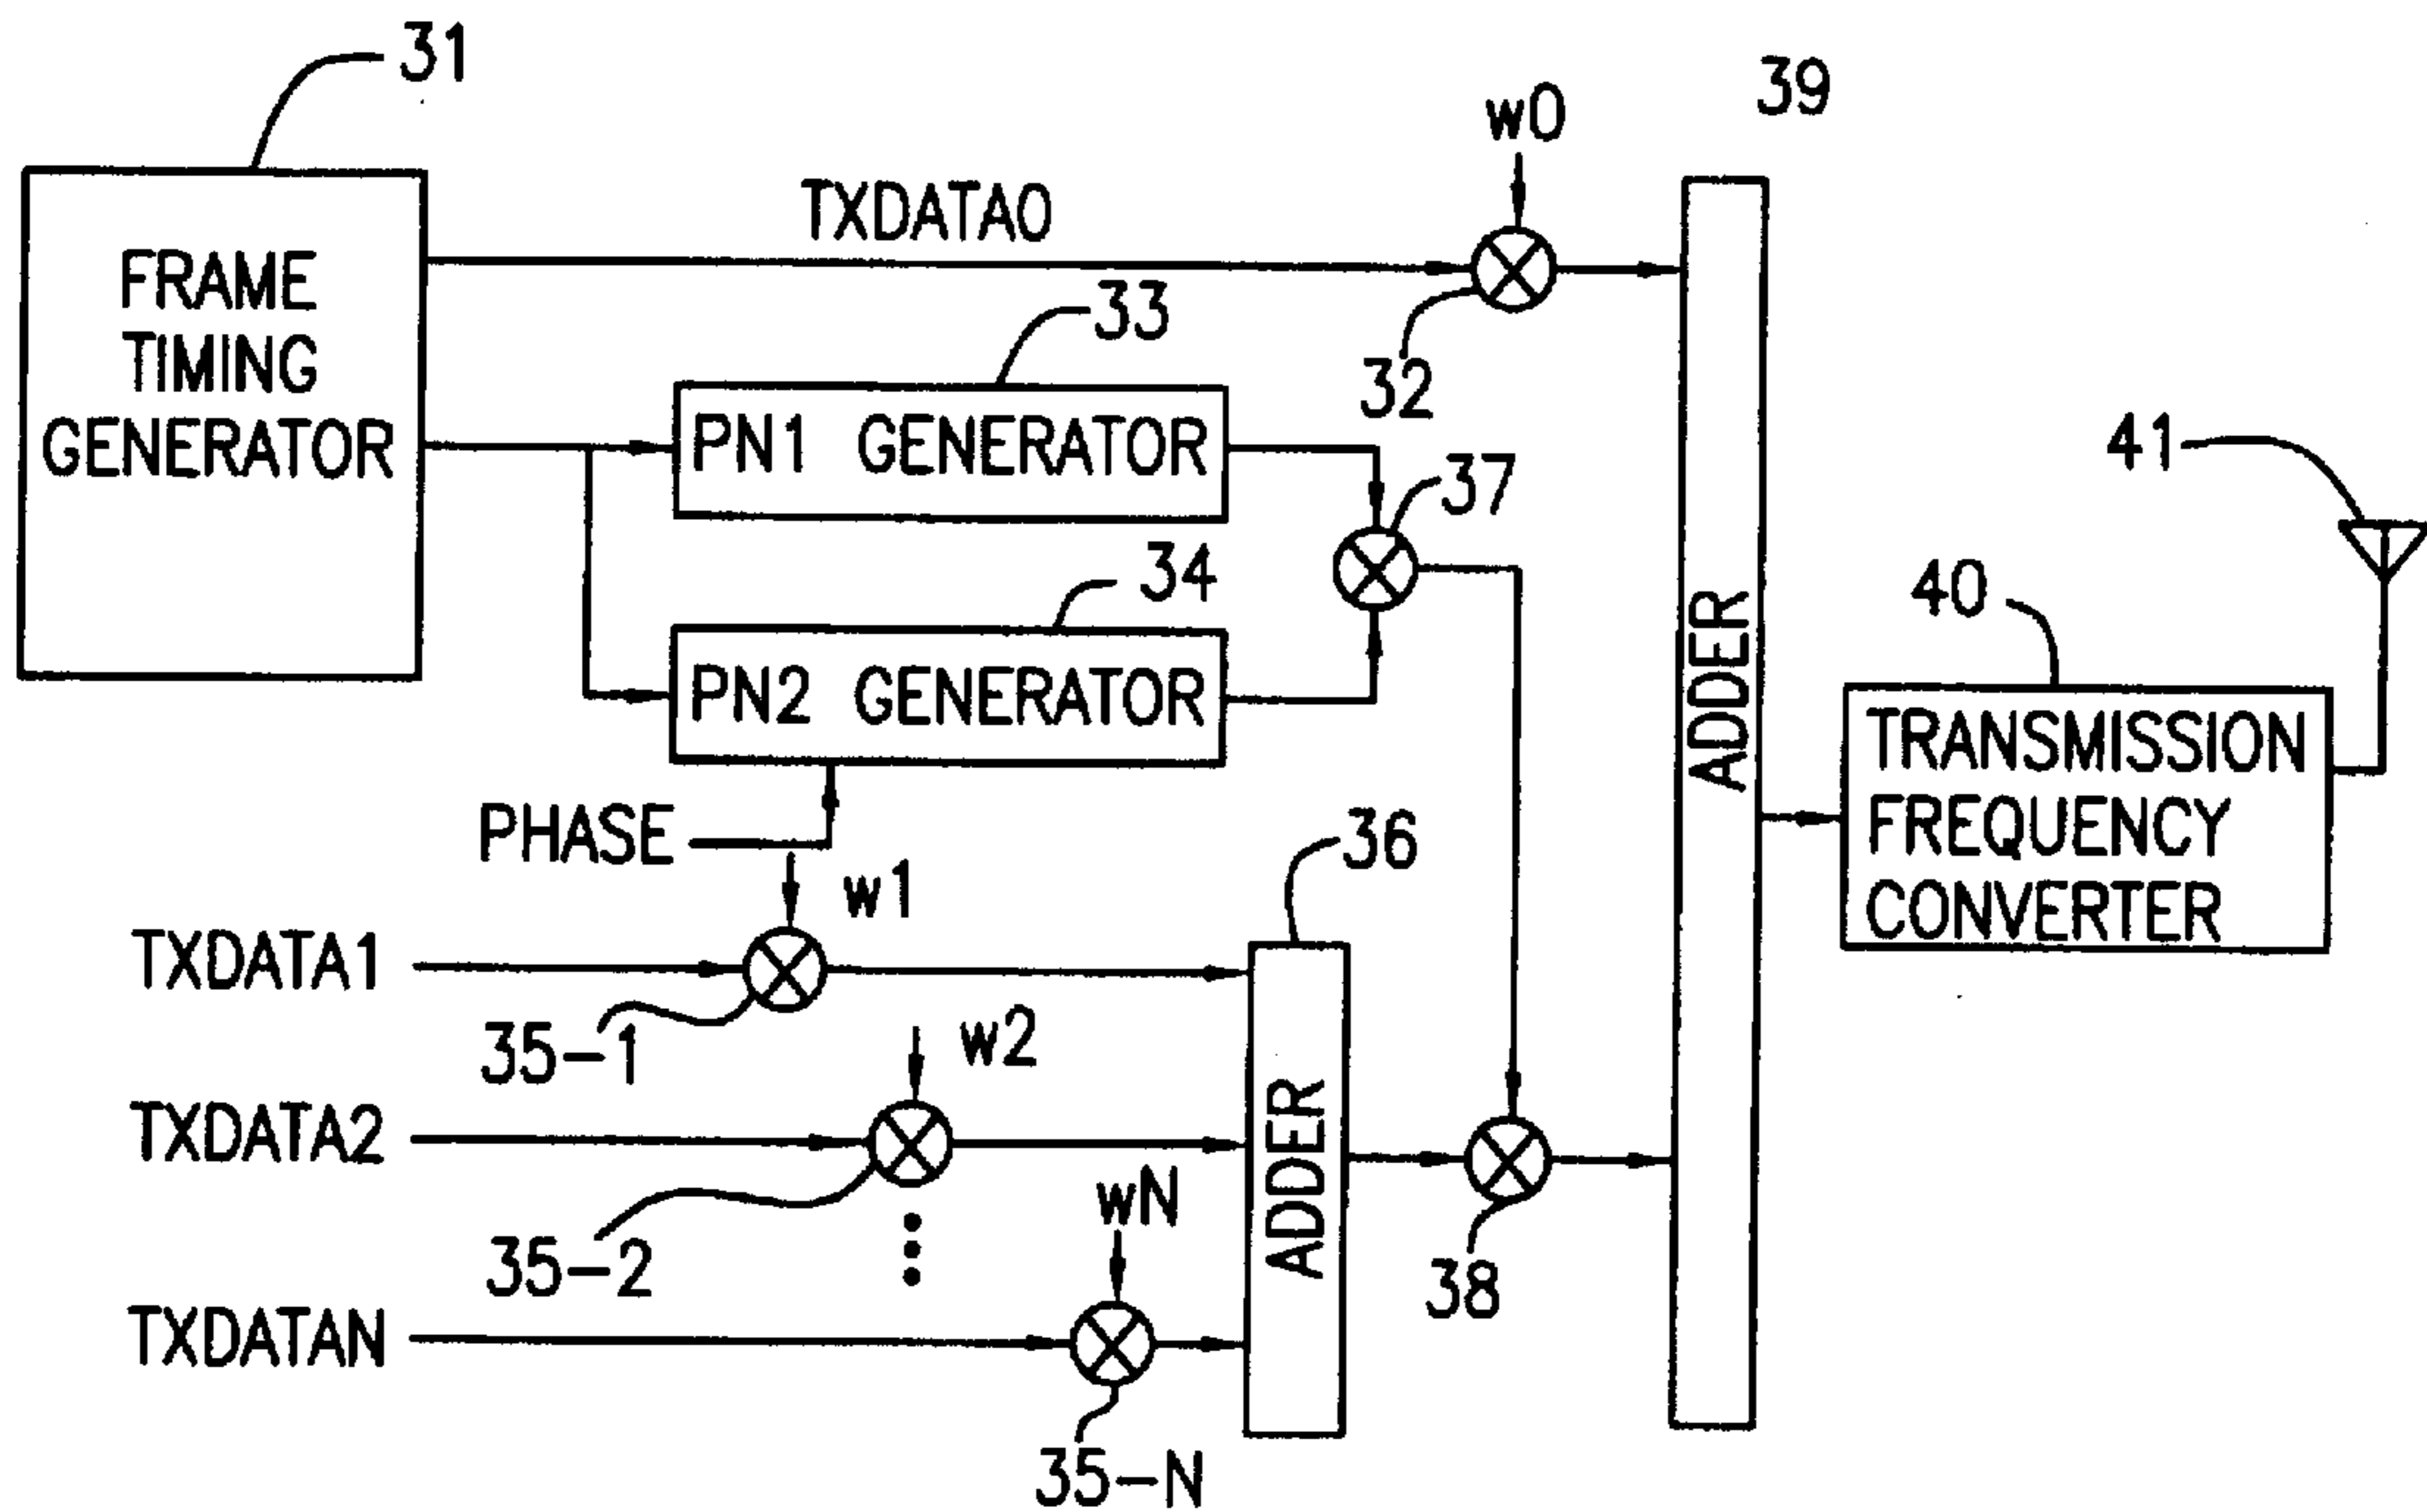 31
39
w0
TXDATA0
FRAME
TIMING
GENERATOR
33
32
PN1 GENERATOR
41
37
34
40
PN2 GENERATOR
ADDER
TRANSMISSION
FREQUENCY
CONVERTER
PHASE
36
w1
TXDATA1
35-1
w2
TXDATA2
ADDER
wN
35-2
38
TXDATAN
35-N